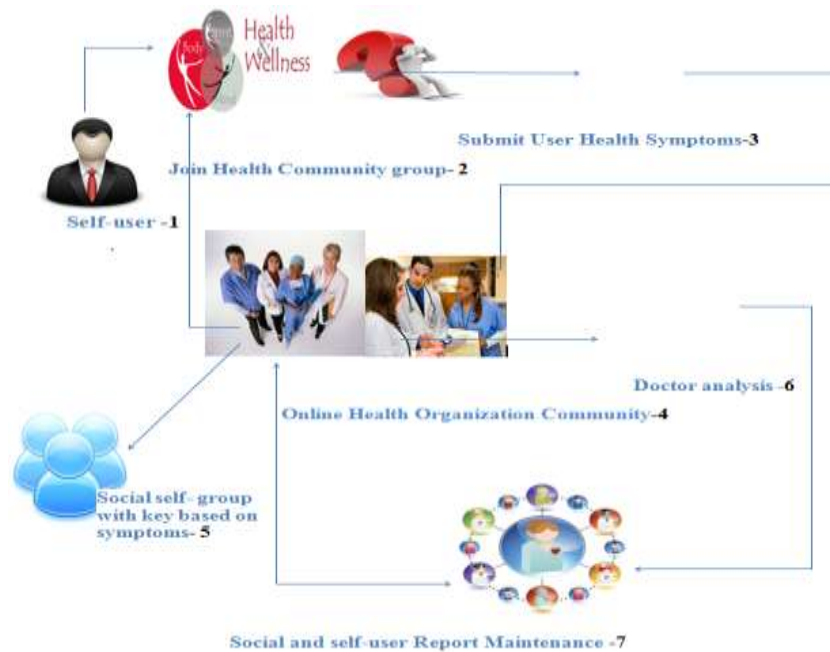 Health
&
Wellness
Body
Submit User Health Symptoms-3
Join Health Community group- 2
Self-user -1
Doctor analysis -6
Online Health Organization Community-4
Social self- group
with key based on
symptoms- 5
Social and self-user Report Maintenance -7